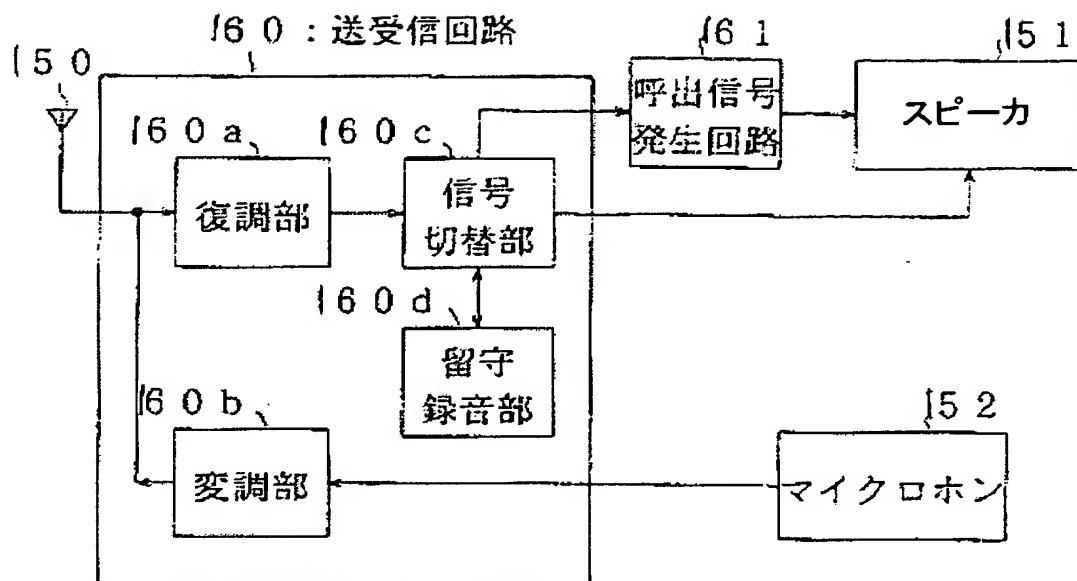 160:送受信回路
150
161
151
呼出信号
発生回路
スピーカ
160a
160c
復調部
信号
切替部
160d
留守
録音部
160b
変調部
152
マイクロホン